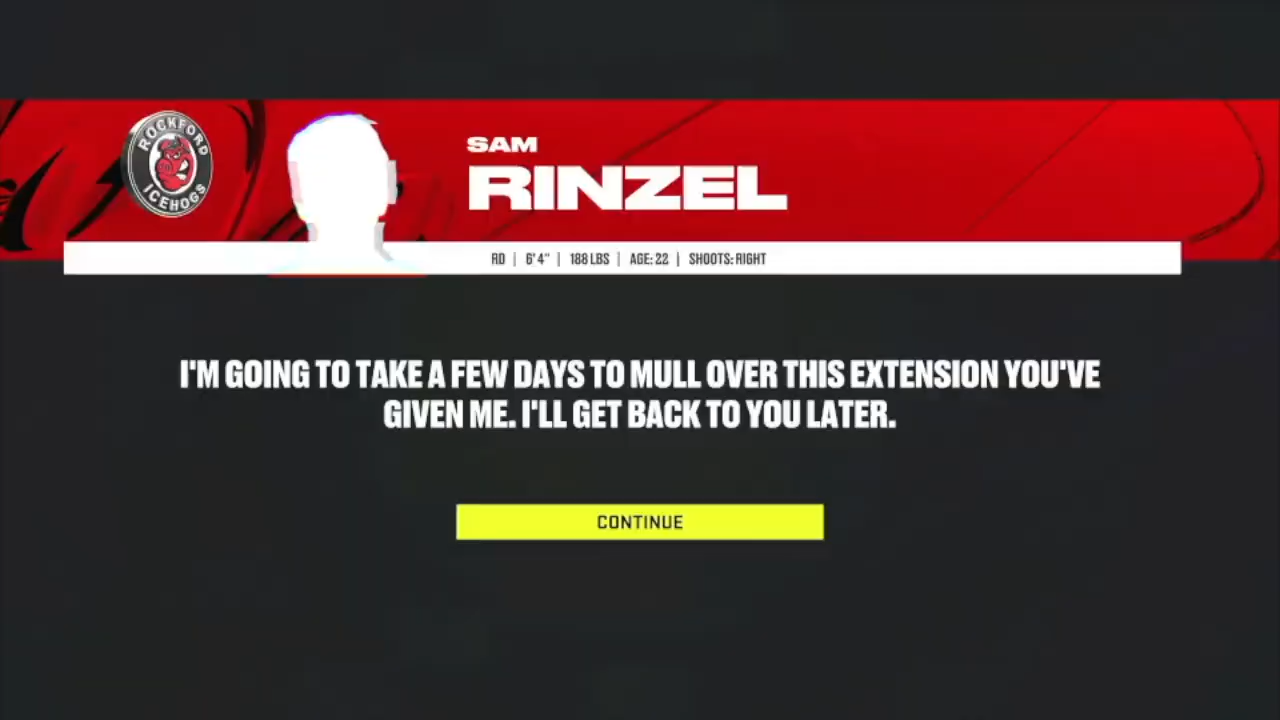 ROCKFORD
ICEHOGS
SAM
RINZEL
RD | 6'4" | 188 LBS | AGE: 22 | SHOOTS: RIGHT
I'M GOING TO TAKE A FEW DAYS TO MULL OVER THIS EXTENSION YOU'VE
GIVEN ME. I'LL GET BACK TO YOU LATER.
CONTINUE